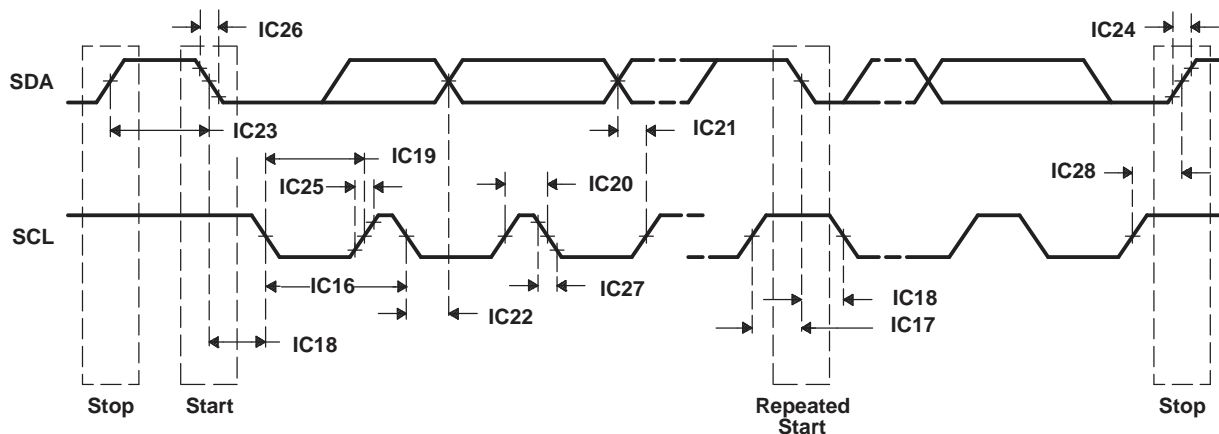 IC26
IC24
SDA
IC23
IC21
IC19
IC25
IC20
IC28
SCL
IC16
IC27
IC18
IC22
IC17
IC18
Stop
Start
Repeated
Start
Stop